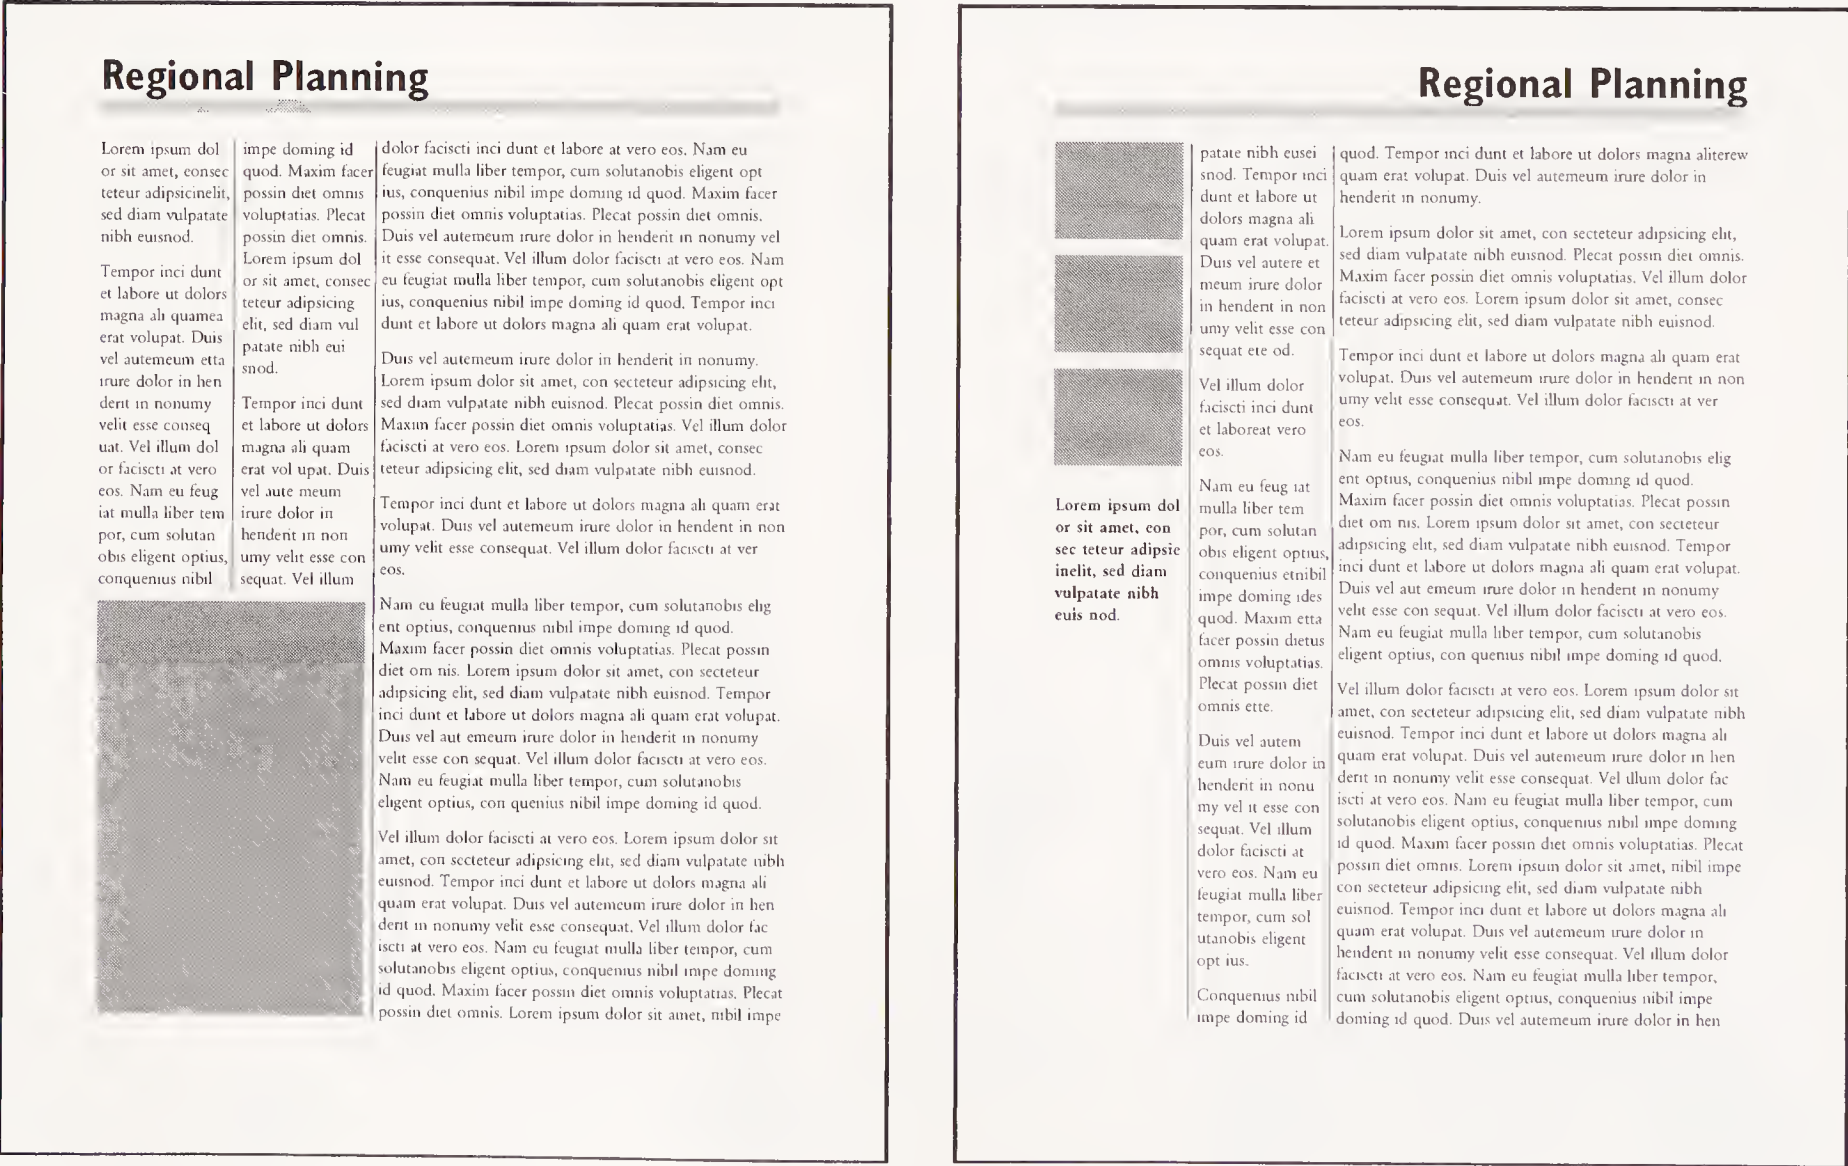 Regional Planning
Lorem ipsum dol
or sit amet, consec
teteur adipsicinelit,
sed diam vulpatate
nibh euisnod.
Tempor inci dunt
et labore ut dolors
magna ali quamea
erat volupat. Duis
vel autemeum etta
irure dolor in hen
derit in nonumy
velit esse conseq
uat. Vel illum dol
or faciscti at vero
eos. Nam eu feug
iat mulla liber tem
por, cum solutan
obis eligent optius,
conquenius nibil
impe doming id
quod. Maxim facer
possin diet omnis
voluptatias. Plecat
possin diet omnis.
Lorem ipsum dol
or sit amet, consec
teteur adipsicing
elit, sed diam vul
patate nibh eui
snod.
Tempor inci dunt
et labore ut dolors
magna ali quam
erat vol upat. Duis
vel aute meum
irure dolor in
henderit in non
umy velit esse con
sequat. Vel illum
dolor faciscti inci dunt et labore at vero eos. Nam eu
feugiat mulla liber tempor, cum solutanobis eligent opt
ius, conquenius nibil impe doming id quod. Maxim facer
possin diet omnis voluptatias. Plecat possin diet omnis.
Duis vel autemeum irure dolor in henderit in nonumy vel
it esse consequat. Vel illum dolor faciscti at vero eos. Nam
eu feugiat mulla liber tempor, cum solutanobis eligent opt
ius, conquenius nibil impe doming id quod. Tempor inci
dunt et labore ut dolors magna ali quam erat volupat.
Duis vel autemeum irure dolor in henderit in nonumy.
Lorem ipsum dolor sit amet, con secteteur adipsicing elit,
sed diam vulpatate nibh euisnod. Plecat possin diet omnis.
Maxim facer possin diet omnis voluptatias. Vel illum dolor
faciscti at vero eos. Lorem ipsum dolor sit amet, consec
teteur adipsicing elit, sed diam vulpatate nibh euisnod.
Tempor inci dunt et labore ut dolors magna ali quam erat
volupat. Duis vel autemeum irure dolor in henderit in non
umy velit esse consequat. Vel illum dolor faciscti at ver
eos.
Nam eu feugiat mulla liber tempor, cum solutanobis elig
ent optius, conquenius nibil impe doming id quod.
Maxim facer possin diet omnis voluptatias. Plecat possin
diet om nis. Lorem ipsum dolor sit amet, con secteteur
adipsicing elit, sed diam vulpatate nibh euisnod. Tempor
inci dunt et labore ut dolors magna ali quam erat volupat.
Duis vel aut emeum irure dolor in henderit in nonumy
velit esse con sequat. Vel illum dolor faciscti at vero eos.
Nam eu feugiat mulla liber tempor, cum solutanobis
eligent optius, con quenius nibil impe doming id quod.
Vel illum dolor faciscti at vero eos. Lorem ipsum dolor sit
amet, con secteteur adipsicing elit, sed diam vulpatate nibh
euisnod. Tempor inci dunt et labore ut dolors magna ali
quam erat volupat. Duis vel autemeum irure dolor in hen
derit in nonumy velit esse consequat. Vel illum dolor fac
iscti at vero eos. Nam eu feugiat mulla liber tempor, cum
solutanobis eligent optius, conquenius nibil impe doming
id quod. Maxim facer possin diet omnis voluptatias. Plecat
possin diet omnis. Lorem ipsum dolor sit amet, nibil impe
Regional Planning
Lorem ipsum dol
or sit amet, con
sec teteur adipsic
inelit, sed diam
vulpatate nibh
euis nod.
patate nibh eusei
snod. Tempor inci
dunt et labore ut
dolors magna ali
quam erat volupat.
Duis vel autere et
meum irure dolor
in henderit in non
umy velit esse con
sequat ete od.
Vel illum dolor
faciscti inci dunt
et laboreat vero
eos.
Nam eu feug iat
mulla liber tem
por, cum solutan
obis eligent optius,
conquenius etnibil
impe doming ides
quod. Maxim etta
facer possin dietus
omnis voluptatias.
Plecat possin diet
omnis ette.
Duis vel autem
eum irure dolor in
henderit in nonu
my vel it esse con
sequat. Vel illum
dolor faciscti at
vero eos. Nam eu
feugiat mulla liber
tempor, cum sol
utanobis eligent
opt ius.
Conquenius nibil
impe doming id
quod. Tempor inci dunt et labore ut dolors magna aliterew
quam erat volupat. Duis vel autemeum irure dolor in
henderit in nonumy.
Lorem ipsum dolor sit amet, con secteteur adipsicing elit,
sed diam vulpatate nibh euisnod. Plecat possin diet omnis.
Maxim facer possin diet omnis voluptatias. Vel illum dolor
faciscti at vero eos. Lorem ipsum dolor sit amet, consec
teteur adipsicing elit, sed diam vulpatate nibh euisnod.
Tempor inci dunt et labore ut dolors magna ali quam erat
volupat. Duis vel autemeum irure dolor in henderit in non
umy velit esse consequat. Vel illum dolor faciscti at ver
eos.
Nam eu feugiat mulla liber tempor, cum solutanobis elig
ent optius, conquenius nibil impe doming id quod.
Maxim facer possin diet omnis voluptatias. Plecat possin
diet om nis. Lorem ipsum dolor sit amet, con secteteur
adipsicing elit, sed diam vulpatate nibh euisnod. Tempor
inci dunt et labore ut dolors magna ali quam erat volupat.
Duis vel aut emeum irure dolor in henderit in nonumy
velit esse con sequat. Vel illum dolor faciscti at vero eos.
Nam eu feugiat mulla liber tempor, cum solutanobis
eligent optius, con quenius nibil impe doming id quod.
Vel illum dolor faciscti at vero eos. Lorem ipsum dolor sit
amet, con secteteur adipsicing elit, sed diam vulpatate nibh
euisnod. Tempor inci dunt et labore ut dolors magna ali
quam erat volupat. Duis vel autemeum irure dolor in hen
derit in nonumy velit esse consequat. Vel illum dolor fac
iscti at vero eos. Nam eu feugiat mulla liber tempor, cum
solutanobis eligent optius, conquenius nibil impe doming
id quod. Maxim facer possin diet omnis voluptatias. Plecat
possin diet omnis. Lorem ipsum dolor sit amet, nibil impe
con secteteur adipsicing elit, sed diam vulpatate nibh
euisnod. Tempor inci dunt et labore ut dolors magna ali
quam erat volupat. Duis vel autemeum irure dolor in
henderit in nonumy velit esse consequat. Vel illum dolor
faciscti at vero eos. Nam eu feugiat mulla liber tempor,
cum solutanobis eligent optius, conquenius nibil impe
doming id quod. Duis vel autemeum irure dolor in hen